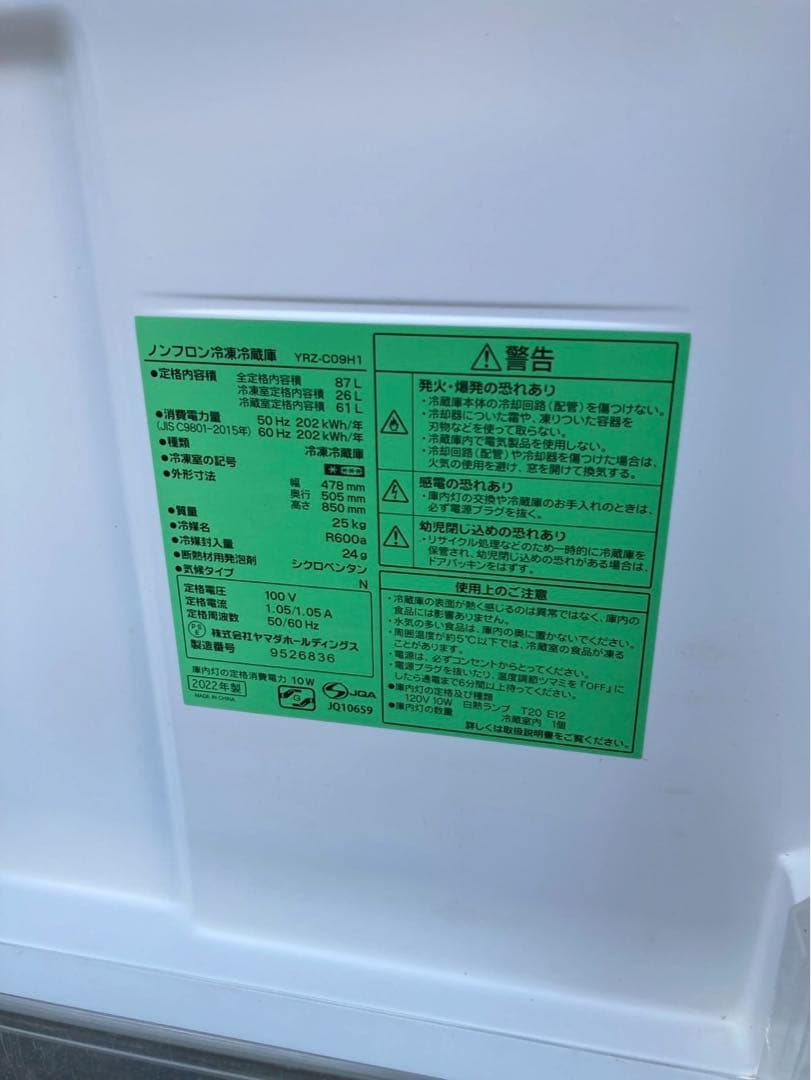 ノンフロン冷凍冷蔵庫 YRZ-C09H1
●定格内容積 全定格内容積 87 L
冷凍室定格内容積 26 L
冷蔵室定格内容積 61 L
●消費電力量 50 Hz 202 kWh/年
(JIS C9801-2015年) 60 Hz 202 kWh/年
●種類 冷凍冷蔵庫
●冷凍室の記号
●外形寸法 幅 478 mm
奥行 505 mm
高さ 850 mm
●質量 25 kg
●冷媒名 R600a
●冷媒封入量 24 g
●断熱材用発泡剤 シクロペンタン
●気候タイプ N
定格電圧 100 V
定格電流 1.05/1.05 A
定格周波数 50/60 Hz
PSE 株式会社ヤマダホールディングス
製造番号 9526836
庫内灯の定格消費電力 10 W
2022年製
MADE IN CHINA
G
JQA
JQ10659
警告
発火・爆発の恐れあり
・冷蔵庫本体の冷却回路(配管)を傷つけない。
・冷却器についた霜や、凍りついた容器を
刃物などを使って取らない。
・冷蔵庫内で電気製品を使用しない。
・冷却回路(配管)や冷却器を傷つけた場合は、
火気の使用を避け、窓を開けて換気する。
感電の恐れあり
・庫内灯の交換や冷蔵庫のお手入れのときは、
必ず電源プラグを抜く。
幼児閉じ込めの恐れあり
・リサイクル処理などのため一時的に冷蔵庫を
保管され、幼児閉じ込めの恐れがある場合は、
ドアパッキンをはずす。
使用上のご注意
・冷蔵庫の表面が熱く感じるのは異常ではなく、庫内の
食品には影響ありません。
・水気の多い食品は、庫内の奥に置かないでください。
・周囲温度が約5℃以下では、冷蔵室の食品が凍る
ことがあります。
・電源は、必ずコンセントからとってください。
・電源プラグを抜いたり、温度調節ツマミを『OFF』に
したら通電まで6分間以上待ってください。
●庫内灯の定格及び種類
120V 10W 白熱ランプ T20 E12
●庫内灯の数量 冷蔵室内 1個
詳しくは取扱説明書をご覧ください。